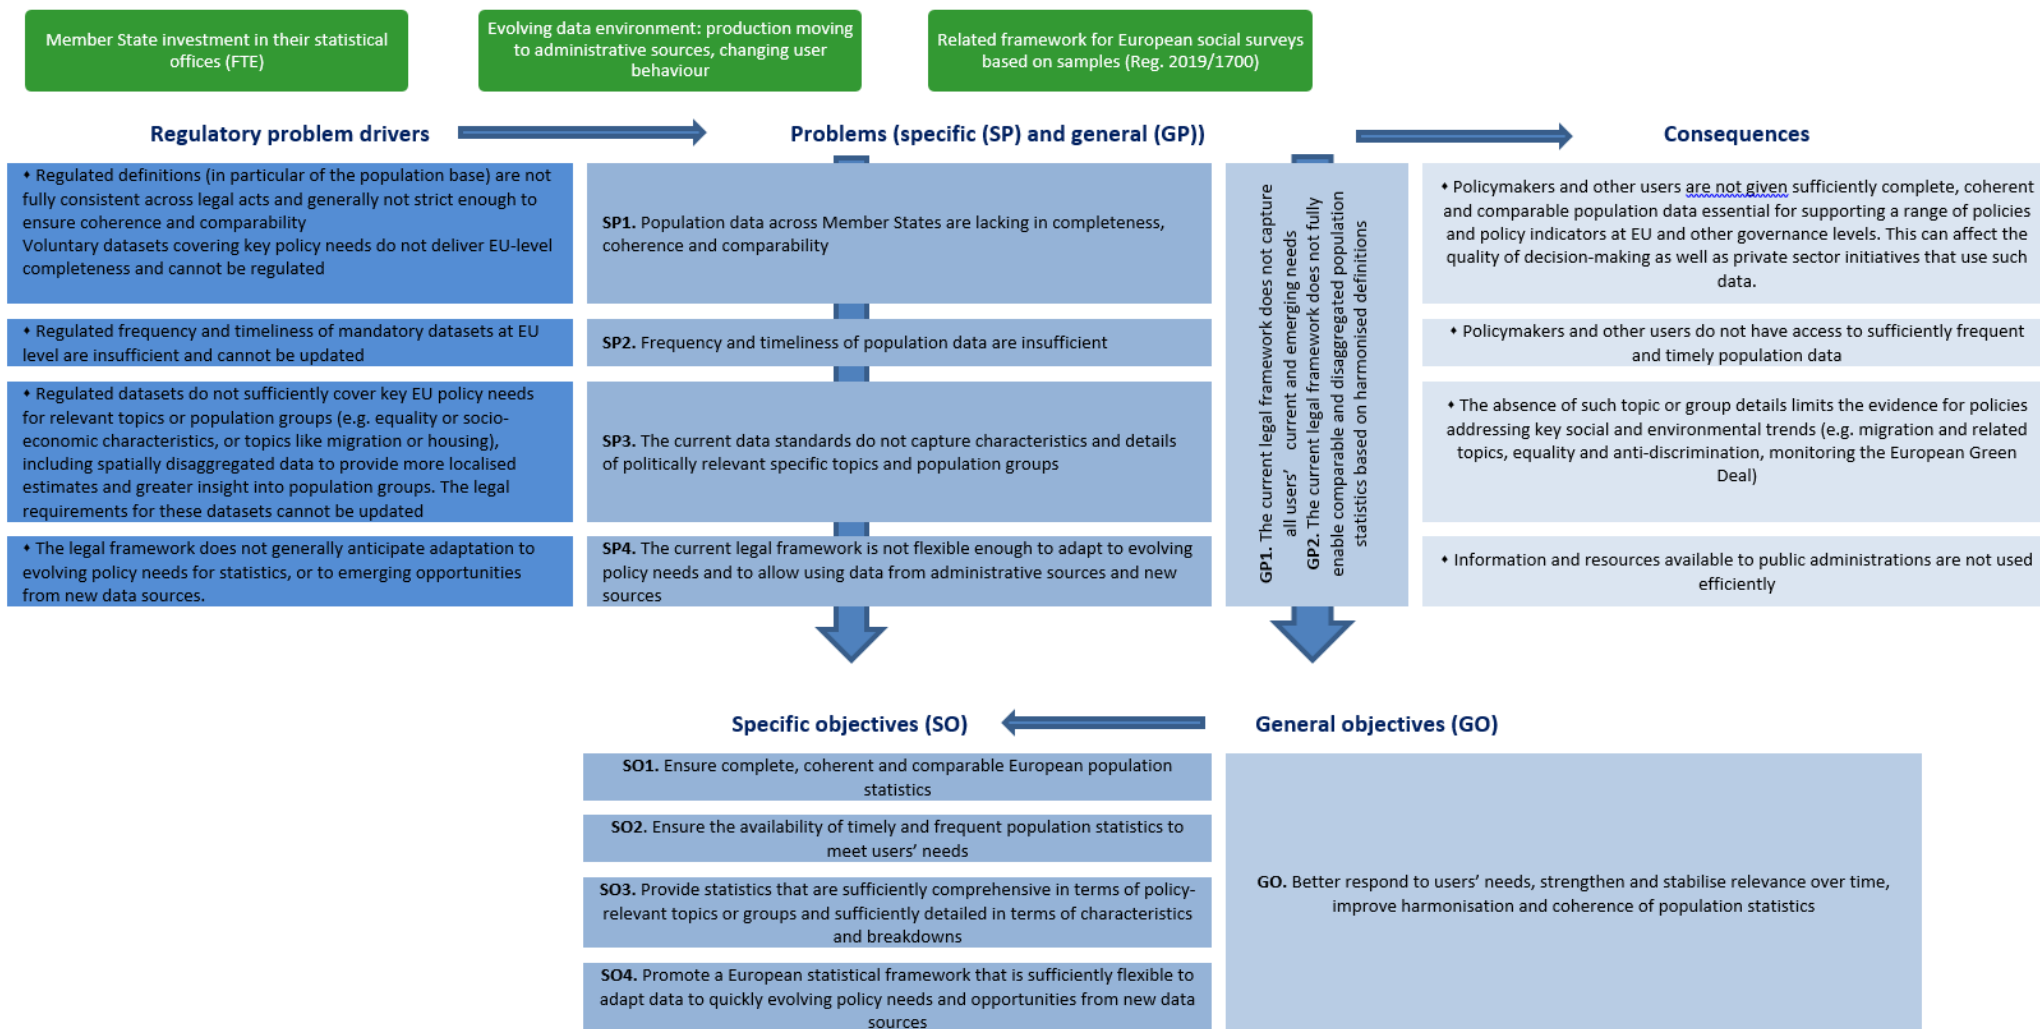 Member State investment in their statistical
offices (FTE)
Evolving data environment: production moving
to administrative sources, changing user
behaviour
Related framework for European social surveys
based on samples (Reg. 2019/1700)
Regulatory problem drivers
Problems (specific (SP) and general (GP))
Consequences
• Regulated definitions (in particular of the population base) are not
fully consistent across legal acts and generally not strict enough to
ensure coherence and comparability
Voluntary datasets covering key policy needs do not deliver EU-level
completeness and cannot be regulated
• Regulated frequency and timeliness of mandatory datasets at EU
level are insufficient and cannot be updated
• Regulated datasets do not sufficiently cover key EU policy needs
for relevant topics or population groups (e.g. equality or socio-
economic characteristics, or topics like migration or housing),
including spatially disaggregated data to provide more localised
estimates and greater insight into population groups. The legal
requirements for these datasets cannot be updated
• The legal framework does not generally anticipate adaptation to
evolving policy needs for statistics, or to emerging opportunities
from new data sources.
SP1. Population data across Member States are lacking in completeness,
coherence and comparability
SP2. Frequency and timeliness of population data are insufficient
SP3. The current data standards do not capture characteristics and details
of politically relevant specific topics and population groups
SP4. The current legal framework is not flexible enough to adapt to evolving
policy needs and to allow using data from administrative sources and new
sources
GP1. The current legal framework does not capture
all users' current and emerging needs
GP2. The current legal framework does not fully
enable comparable and disaggregated population
statistics based on harmonised definitions
• Policymakers and other users are not given sufficiently complete, coherent
and comparable population data essential for supporting a range of policies
and policy indicators at EU and other governance levels. This can affect the
quality of decision-making as well as private sector initiatives that use such
data.
• Policymakers and other users do not have access to sufficiently frequent
and timely population data
• The absence of such topic or group details limits the evidence for policies
addressing key social and environmental trends (e.g. migration and related
topics, equality and anti-discrimination, monitoring the European Green
Deal)
• Information and resources available to public administrations are not used
efficiently
Specific objectives (SO)
General objectives (GO)
SO1. Ensure complete, coherent and comparable European population
statistics
SO2. Ensure the availability of timely and frequent population statistics to
meet users' needs
SO3. Provide statistics that are sufficiently comprehensive in terms of policy-
relevant topics or groups and sufficiently detailed in terms of characteristics
and breakdowns
SO4. Promote a European statistical framework that is sufficiently flexible to
adapt data to quickly evolving policy needs and opportunities from new data
sources
GO. Better respond to users' needs, strengthen and stabilise relevance over time,
improve harmonisation and coherence of population statistics